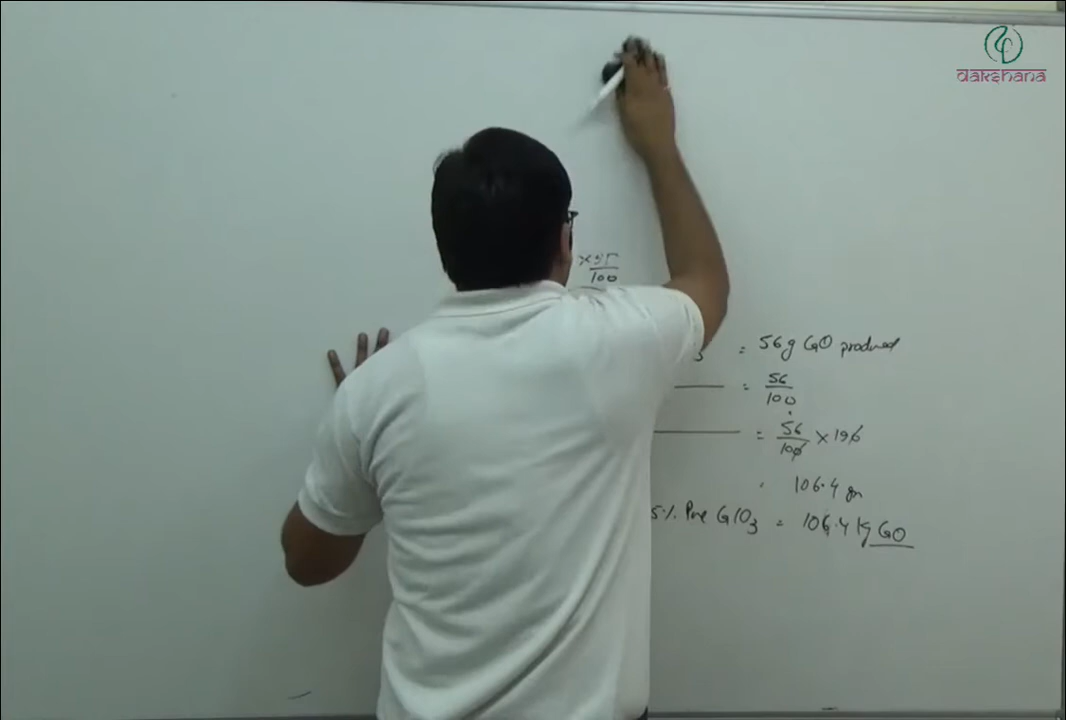 dakshana
×95
100
3 = 56g CaO produced
= 56
100
= 56/100 × 190
= 106.4 gm
5% Pure CaCO3 = 106.4 kg CaO